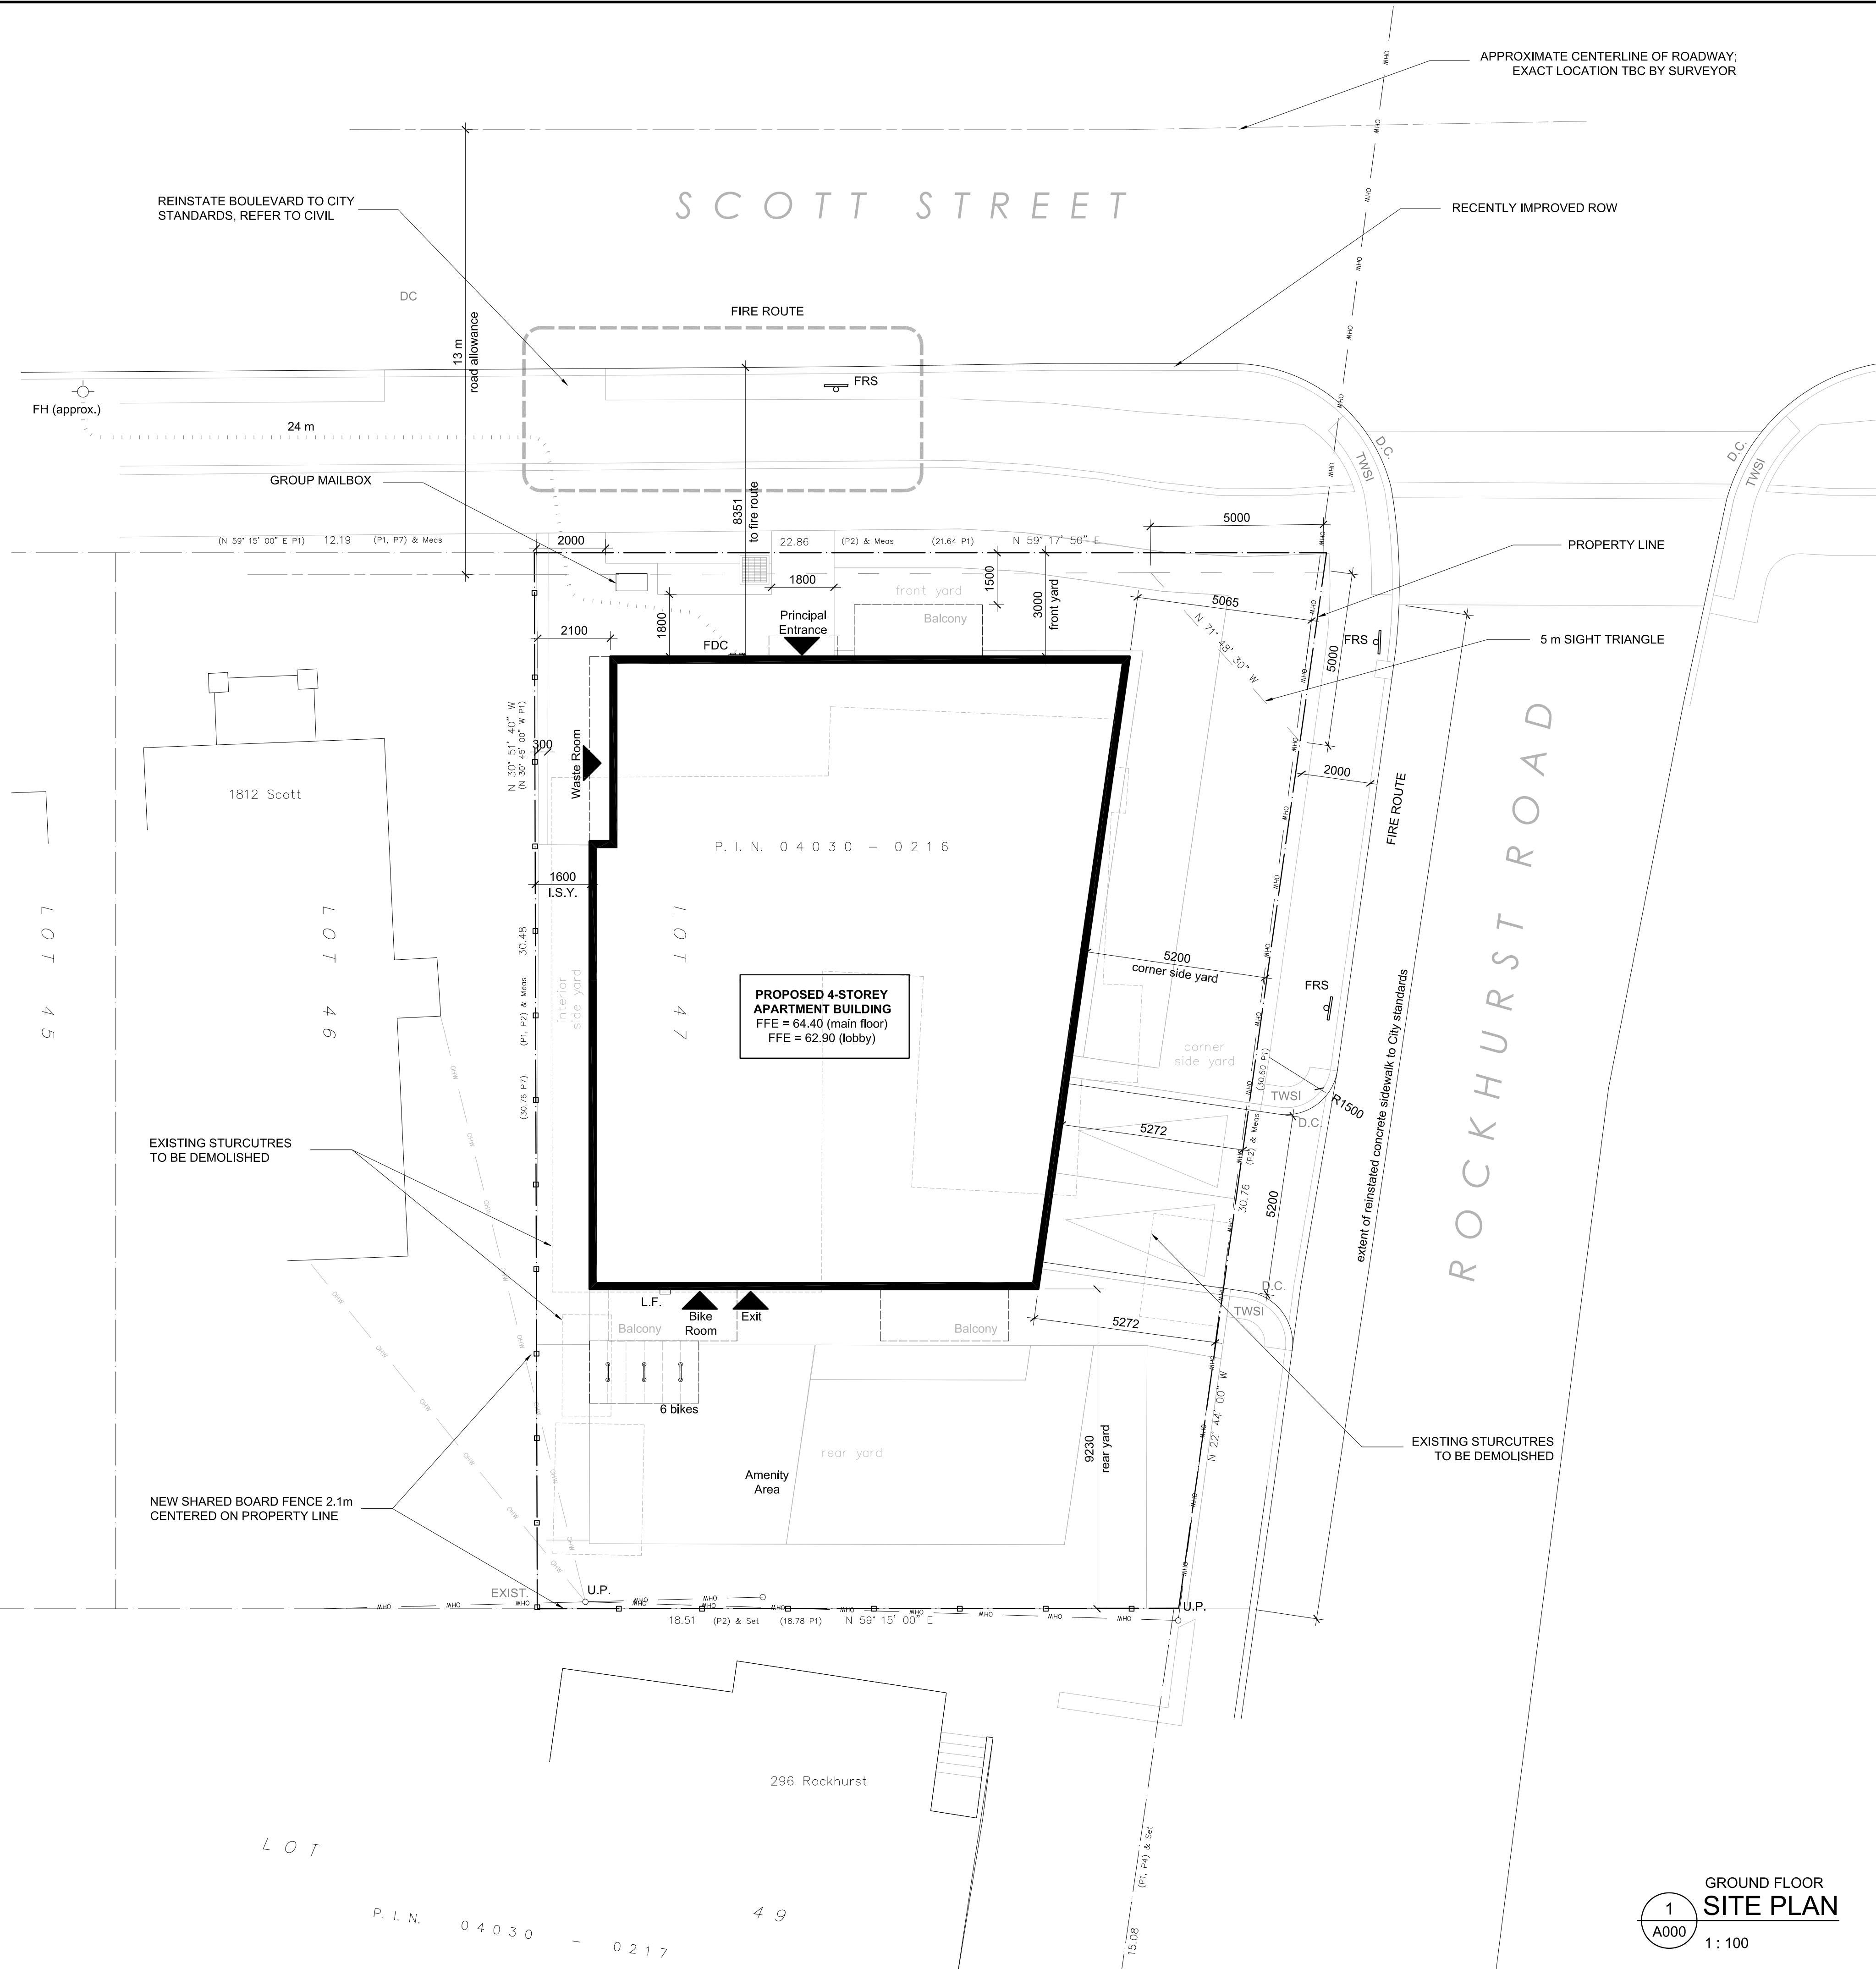 APPROXIMATE CENTERLINE OF ROADWAY;
EXACT LOCATION TBC BY SURVEYOR
SCOTT STREET
REINSTATE BOULEVARD TO CITY
STANDARDS, REFER TO CIVIL
RECENTLY IMPROVED ROW
DC
FIRE ROUTE
13 m
road allowance
FRS
FH (approx.)
24 m
D.C.
TWSI
D.C.
TWSI
GROUP MAILBOX
8351
to fire route
5000
(N 59° 15' 00" E P1) 12.19 (P1, P7) & Meas
2000
22.86 (P2) & Meas (21.64 P1) N 59° 17' 50" E
PROPERTY LINE
1800
1500
3000
front yard
front yard
5065
Balcony
Principal
Entrance
1800
2100
FDC
N 71° 48' 30" W
5000
FRS
5 m SIGHT TRIANGLE
N 30° 51' 40" W
(N 30° 45' 00" W P1)
300
Waste Room
2000
FIRE ROUTE
1812 Scott
P.I.N. 04030 - 0216
1600
I.S.Y.
LOT 45
LOT 46
LOT 47
ROCKHURST ROAD
30.48
(P1, P2) & Meas
(30.76 P7)
interior
side yard
5200
corner side yard
FRS
PROPOSED 4-STOREY
APARTMENT BUILDING
FFE = 64.40 (main floor)
FFE = 62.90 (lobby)
corner
side yard
(30.60 P1)
TWSI
R1500
D.C.
extent of reinstated concrete sidewalk to City standards
5272
(P2) & Meas
30.76
5200
EXISTING STURCUTRES
TO BE DEMOLISHED
D.C.
TWSI
L.F.
Bike
Room
Exit
Balcony
Balcony
5272
6 bikes
N 22° 44' 00" W
9230
rear yard
rear yard
Amenity
Area
EXISTING STURCUTRES
TO BE DEMOLISHED
NEW SHARED BOARD FENCE 2.1m
CENTERED ON PROPERTY LINE
EXIST.
U.P.
OHW
OHW
OHW
U.P.
18.51 (P2) & Set (18.78 P1) N 59° 15' 00" E
296 Rockhurst
(P1, P4) & Set
15.08
LOT 49
P.I.N. 04030 - 0217
GROUND FLOOR
1 SITE PLAN
A000
1 : 100